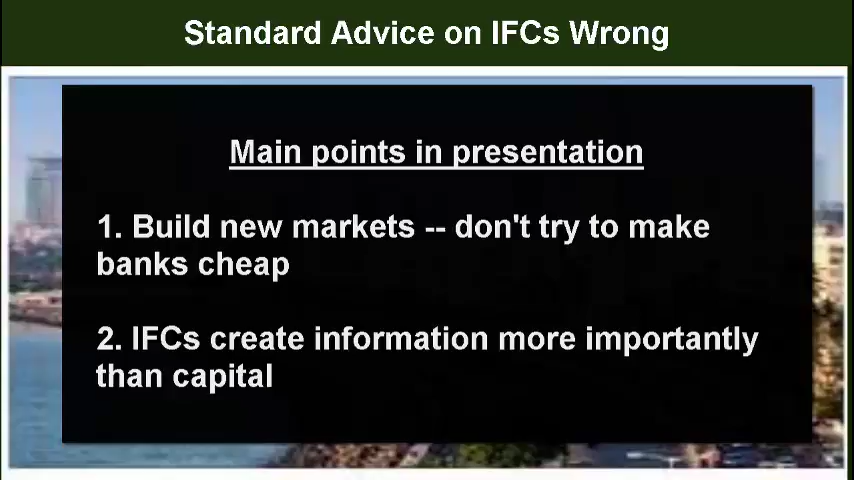 Standard Advice on IFCs Wrong
Main points in presentation
1. Build new markets -- don't try to make
banks cheap
2. IFCs create information more importantly
than capital